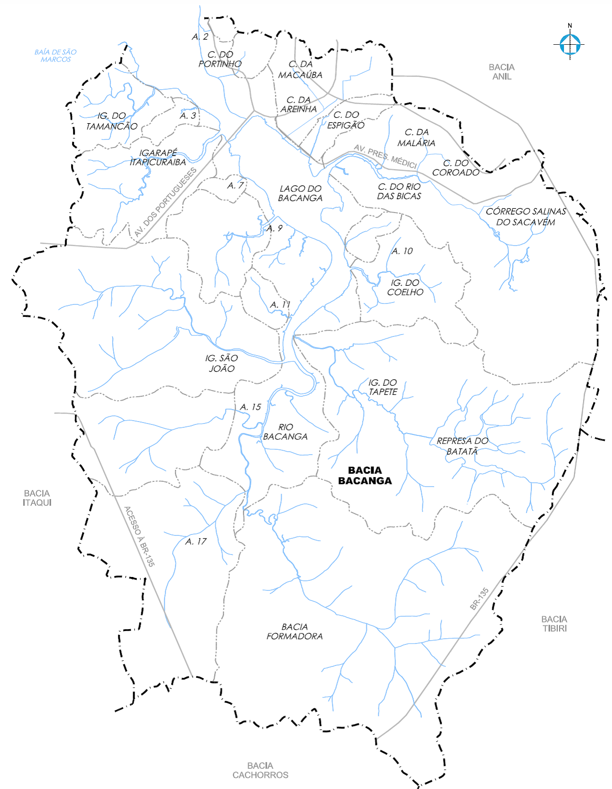 N
BAÍA DE SÃO
MARCOS
A. 2
C. DO
PORTINHO
C. DA
MACAÚBA
BACIA
ANIL
IG. DO
TAMANCÃO
A. 3
C. DA
AREINHA
C. DO
ESPIGÃO
C. DA
MALÁRIA
IGARAPÉ
ITAPICURAIBA
AV. PRES. MÉDICI
C. DO
COROADO
AV. DOS PORTUGUESES
A. 7
LAGO DO
BACANGA
C. DO RIO
DAS BICAS
CÓRREGO SALINAS
DO SACAVÉM
A. 9
A. 10
IG. DO
COELHO
A. 11
IG. SÃO
JOÃO
IG. DO
TAPETE
A. 15
RIO
BACANGA
REPRESA DO
BATATÃ
BACIA
BACANGA
BACIA
ITAQUI
ACESSO À BR-135
A. 17
BR-135
BACIA
FORMADORA
BACIA
TIBIRI
BACIA
CACHORROS